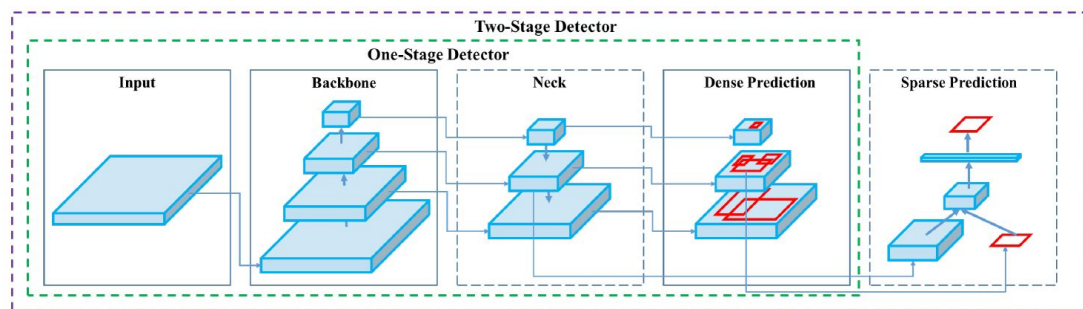 Two-Stage Detector
One-Stage Detector
Input
Backbone
Neck
Dense Prediction
Sparse Prediction